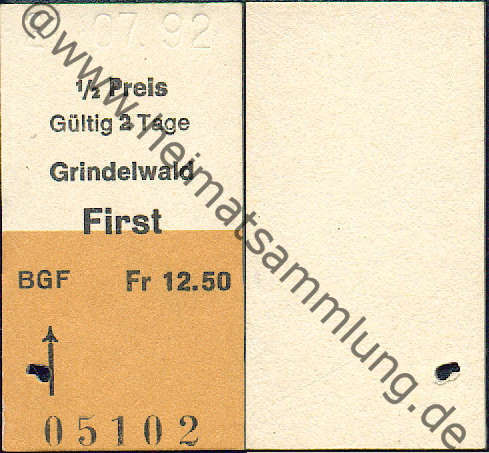 07.92
½ Preis
Gültig 2 Tage
Grindelwald
First
BGF Fr 12.50
05102
@www.heimatsammlung.de